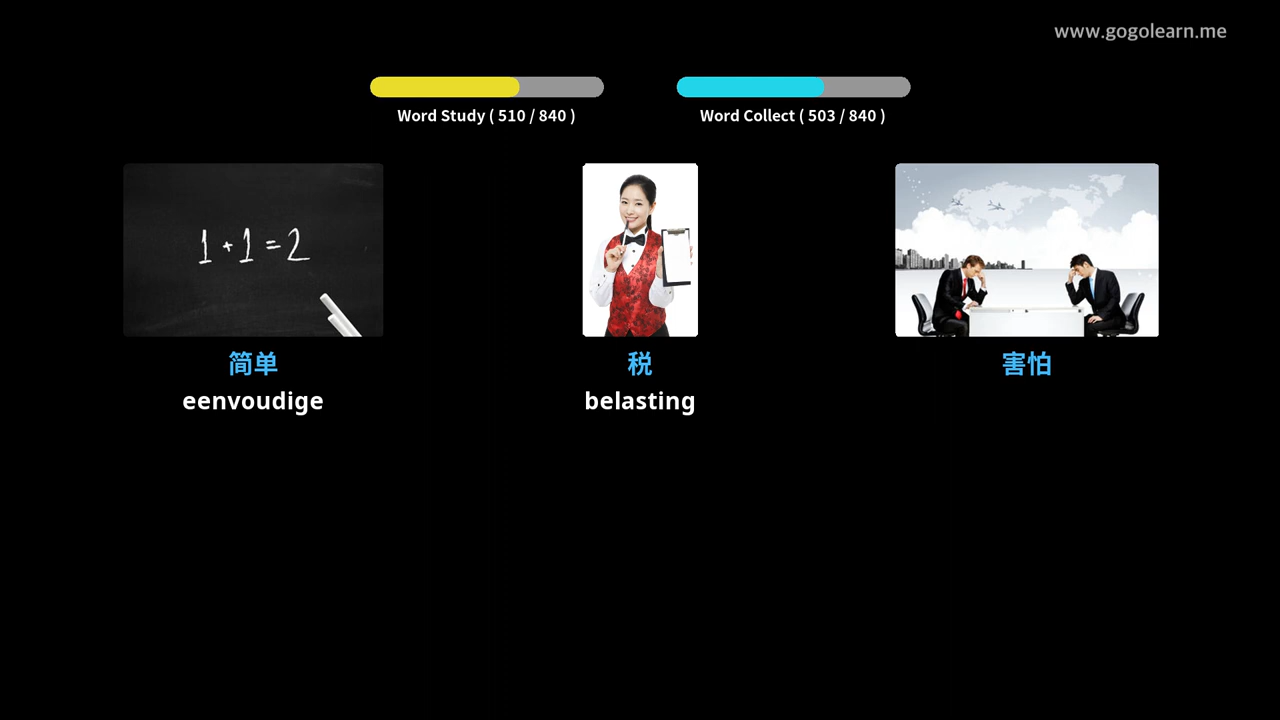 www.gogolearn.me
Word Study ( 510 / 840 )
Word Collect ( 503 / 840 )
1 + 1 = 2
简单
税
害怕
eenvoudige
belasting